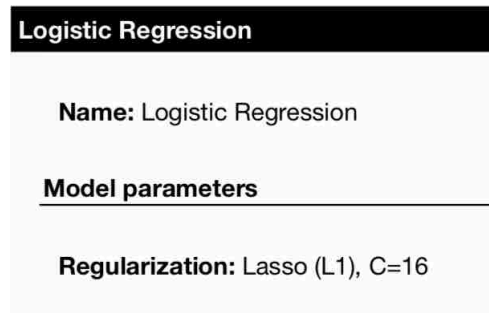 Logistic Regression
Name: Logistic Regression
Model parameters
Regularization: Lasso (L1), C=16